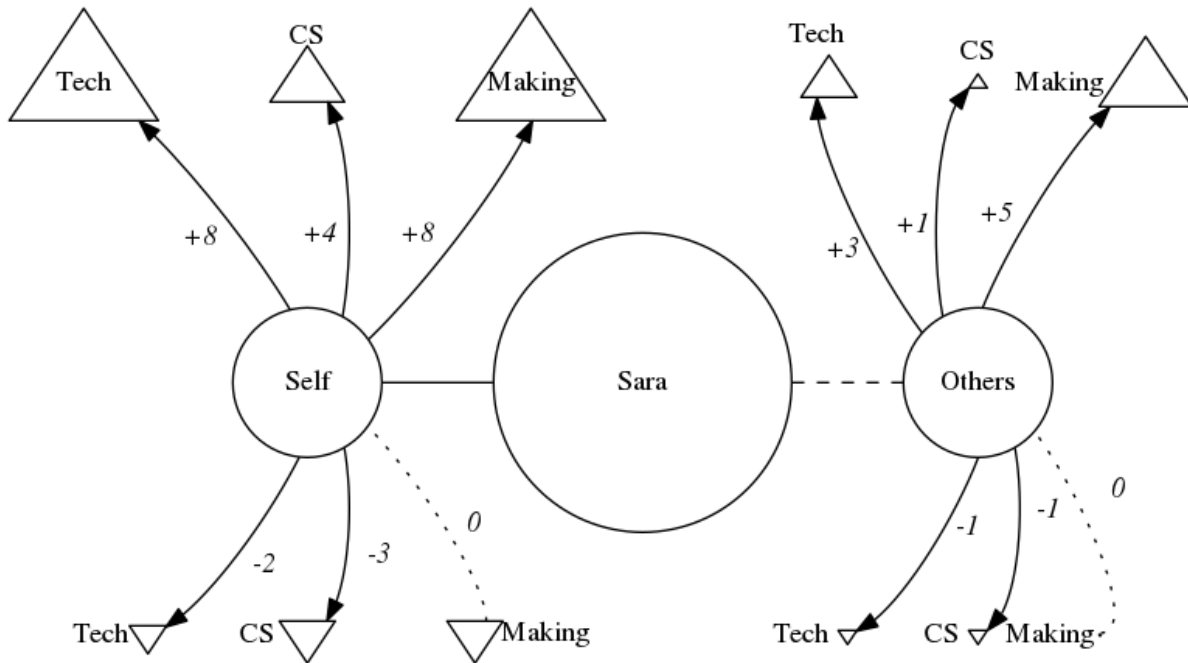 CS
Tech
CS
Tech
Making
Making
+8
+4
+8
+3
+1
+5
Self
Sara
Others
-2
-3
0
-1
-1
0
Tech
CS
Making
Tech
CS
Making